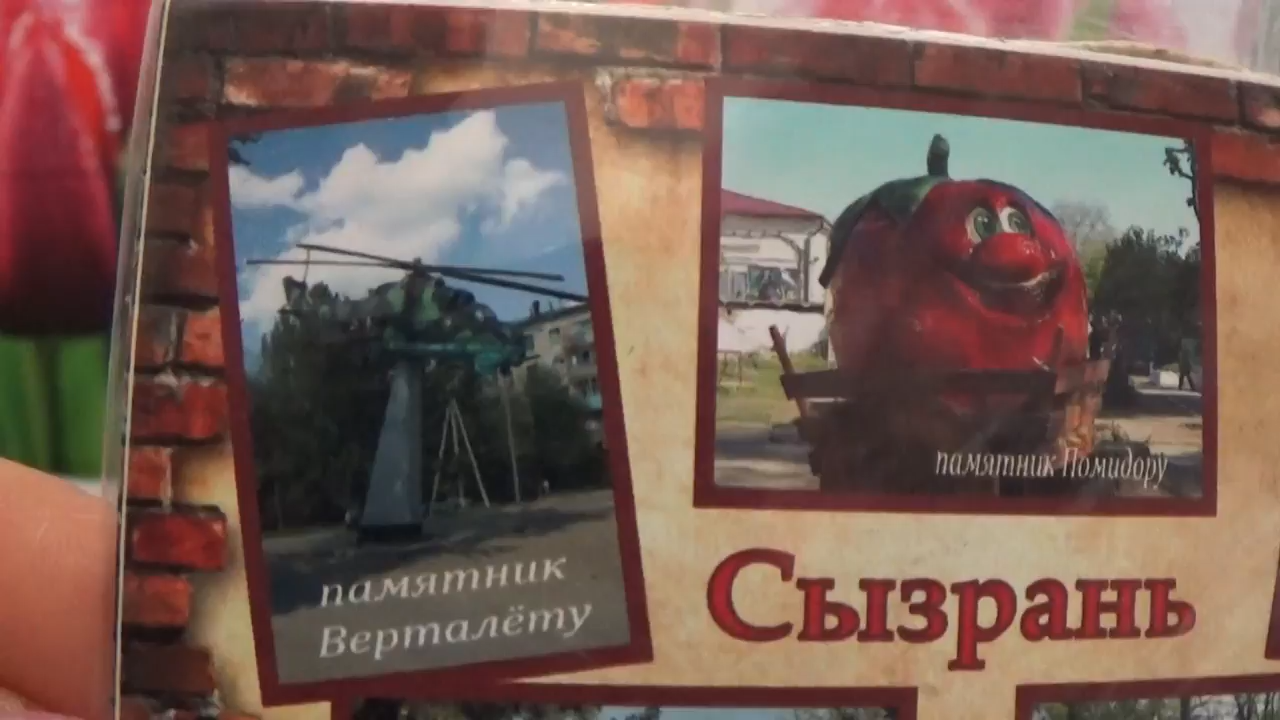 памятник
Верталёту
памятник Помидору
Сызрань